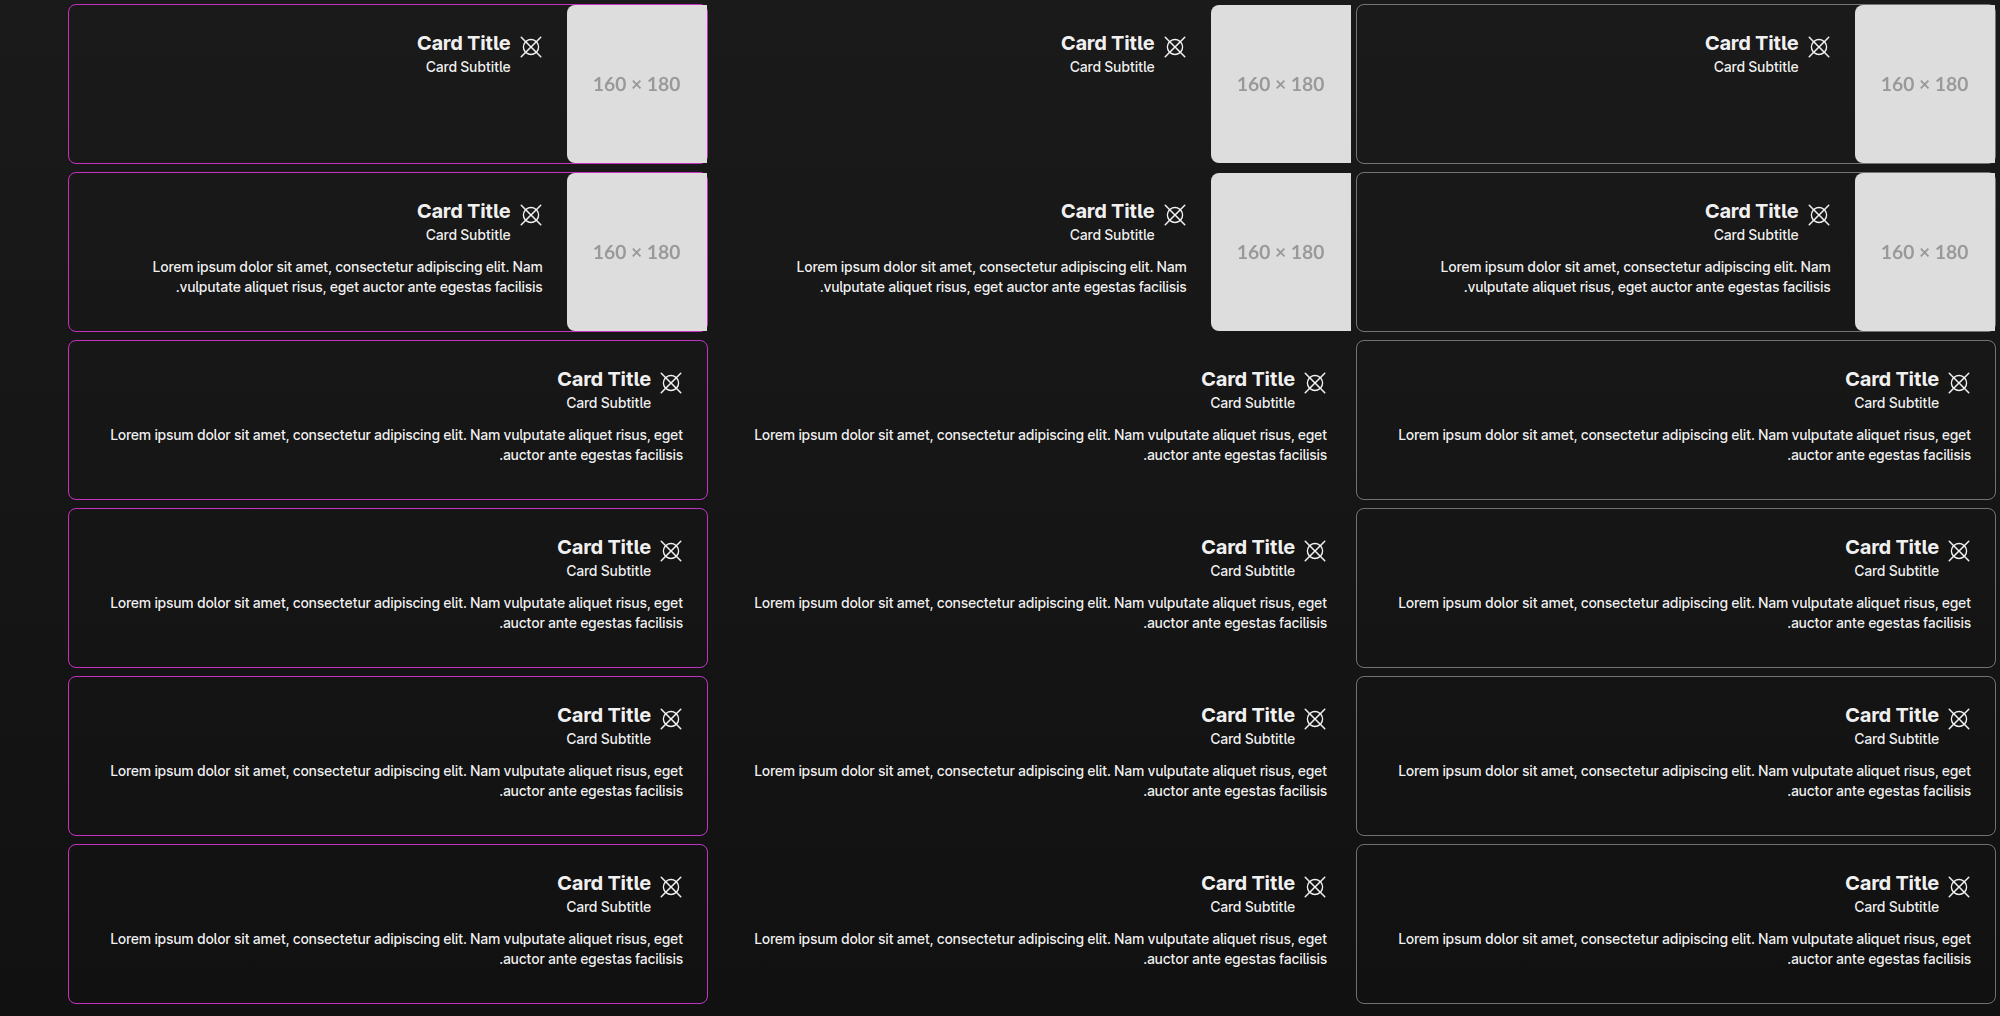 Card Title
Card Subtitle
160 × 180
Card Title
Card Subtitle
160 × 180
Card Title
Card Subtitle
160 × 180
Card Title
Card Subtitle
Lorem ipsum dolor sit amet, consectetur adipiscing elit. Nam
.vulputate aliquet risus, eget auctor ante egestas facilisis
160 × 180
Card Title
Card Subtitle
Lorem ipsum dolor sit amet, consectetur adipiscing elit. Nam
.vulputate aliquet risus, eget auctor ante egestas facilisis
160 × 180
Card Title
Card Subtitle
Lorem ipsum dolor sit amet, consectetur adipiscing elit. Nam
.vulputate aliquet risus, eget auctor ante egestas facilisis
160 × 180
Card Title
Card Subtitle
Lorem ipsum dolor sit amet, consectetur adipiscing elit. Nam vulputate aliquet risus, eget
.auctor ante egestas facilisis
Card Title
Card Subtitle
Lorem ipsum dolor sit amet, consectetur adipiscing elit. Nam vulputate aliquet risus, eget
.auctor ante egestas facilisis
Card Title
Card Subtitle
Lorem ipsum dolor sit amet, consectetur adipiscing elit. Nam vulputate aliquet risus, eget
.auctor ante egestas facilisis
Card Title
Card Subtitle
Lorem ipsum dolor sit amet, consectetur adipiscing elit. Nam vulputate aliquet risus, eget
.auctor ante egestas facilisis
Card Title
Card Subtitle
Lorem ipsum dolor sit amet, consectetur adipiscing elit. Nam vulputate aliquet risus, eget
.auctor ante egestas facilisis
Card Title
Card Subtitle
Lorem ipsum dolor sit amet, consectetur adipiscing elit. Nam vulputate aliquet risus, eget
.auctor ante egestas facilisis
Card Title
Card Subtitle
Lorem ipsum dolor sit amet, consectetur adipiscing elit. Nam vulputate aliquet risus, eget
.auctor ante egestas facilisis
Card Title
Card Subtitle
Lorem ipsum dolor sit amet, consectetur adipiscing elit. Nam vulputate aliquet risus, eget
.auctor ante egestas facilisis
Card Title
Card Subtitle
Lorem ipsum dolor sit amet, consectetur adipiscing elit. Nam vulputate aliquet risus, eget
.auctor ante egestas facilisis
Card Title
Card Subtitle
Lorem ipsum dolor sit amet, consectetur adipiscing elit. Nam vulputate aliquet risus, eget
.auctor ante egestas facilisis
Card Title
Card Subtitle
Lorem ipsum dolor sit amet, consectetur adipiscing elit. Nam vulputate aliquet risus, eget
.auctor ante egestas facilisis
Card Title
Card Subtitle
Lorem ipsum dolor sit amet, consectetur adipiscing elit. Nam vulputate aliquet risus, eget
.auctor ante egestas facilisis